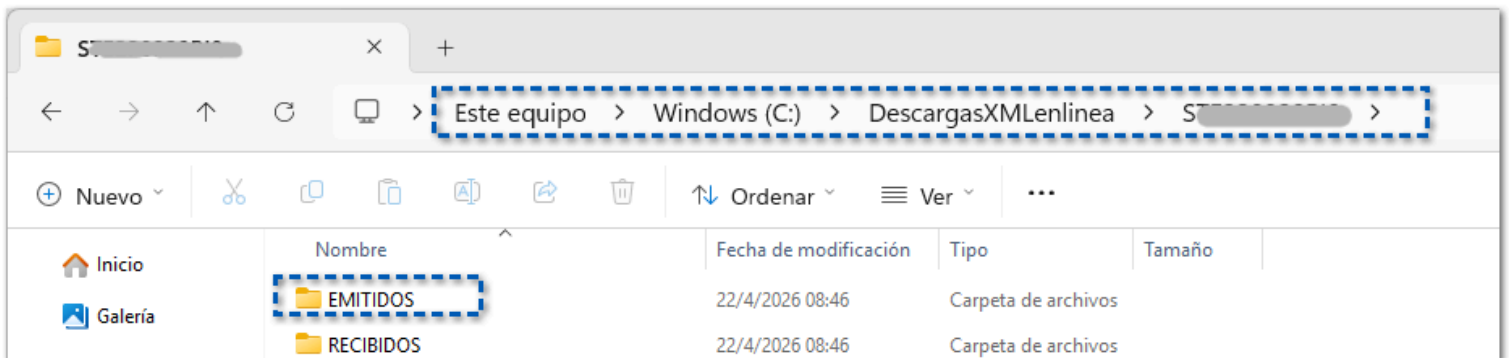 Este equipo > Windows (C:) > DescargasXMLenlinea >
Nuevo Ordenar Ver ...
Nombre Fecha de modificación Tipo Tamaño
Inicio
EMITIDOS 22/4/2026 08:46 Carpeta de archivos
Galería
RECIBIDOS 22/4/2026 08:46 Carpeta de archivos